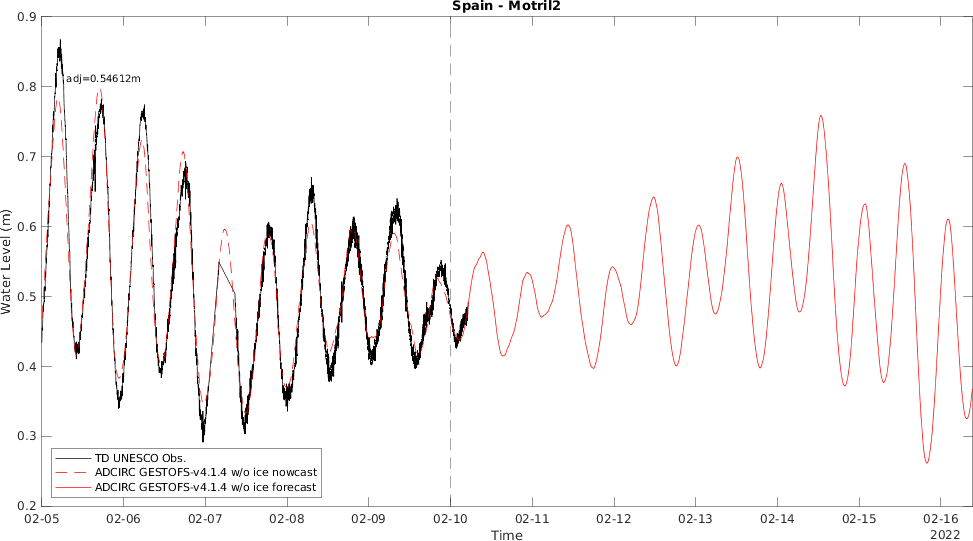 Spain - Motril2
0.9
0.8
0.7
0.6
0.5
0.4
0.3
0.2
Water Level (m)
adj=0.54612m
TD UNESCO Obs.
ADCIRC GESTOFS-v4.1.4 w/o ice nowcast
ADCIRC GESTOFS-v4.1.4 w/o ice forecast
02-05 02-06 02-07 02-08 02-09 02-10 02-11 02-12 02-13 02-14 02-15 02-16
2022
Time